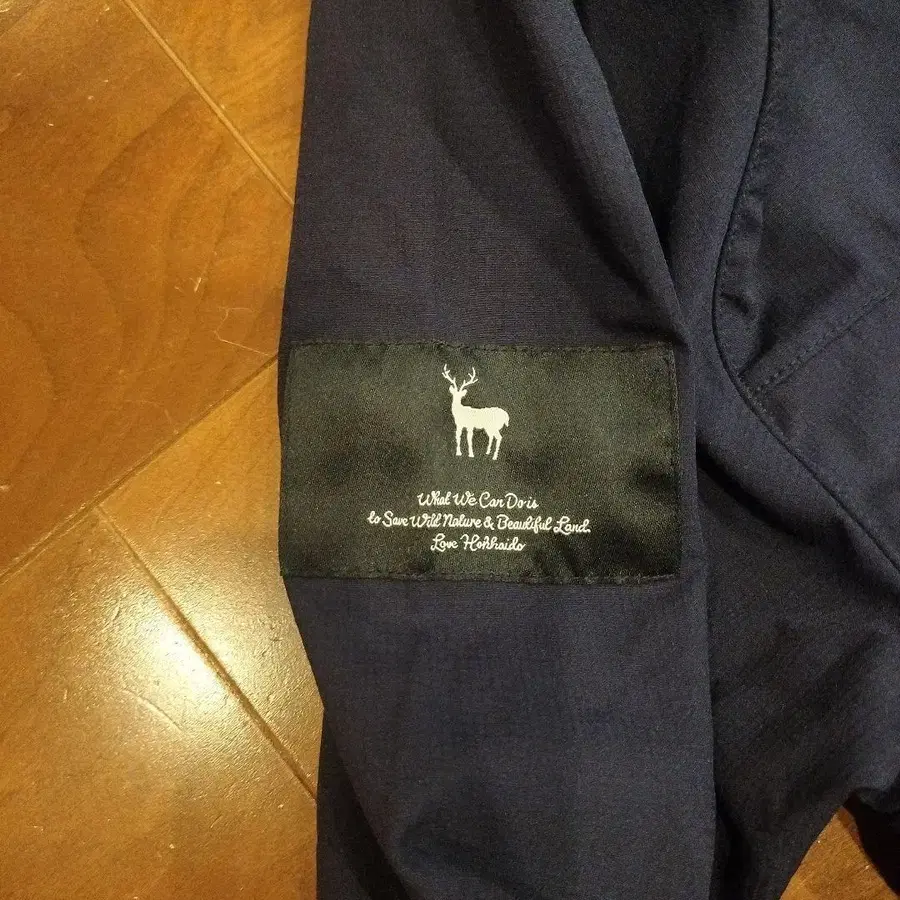 What We Can Do is
to Save Wild Nature & Beautiful Land.
Love Hokkaido